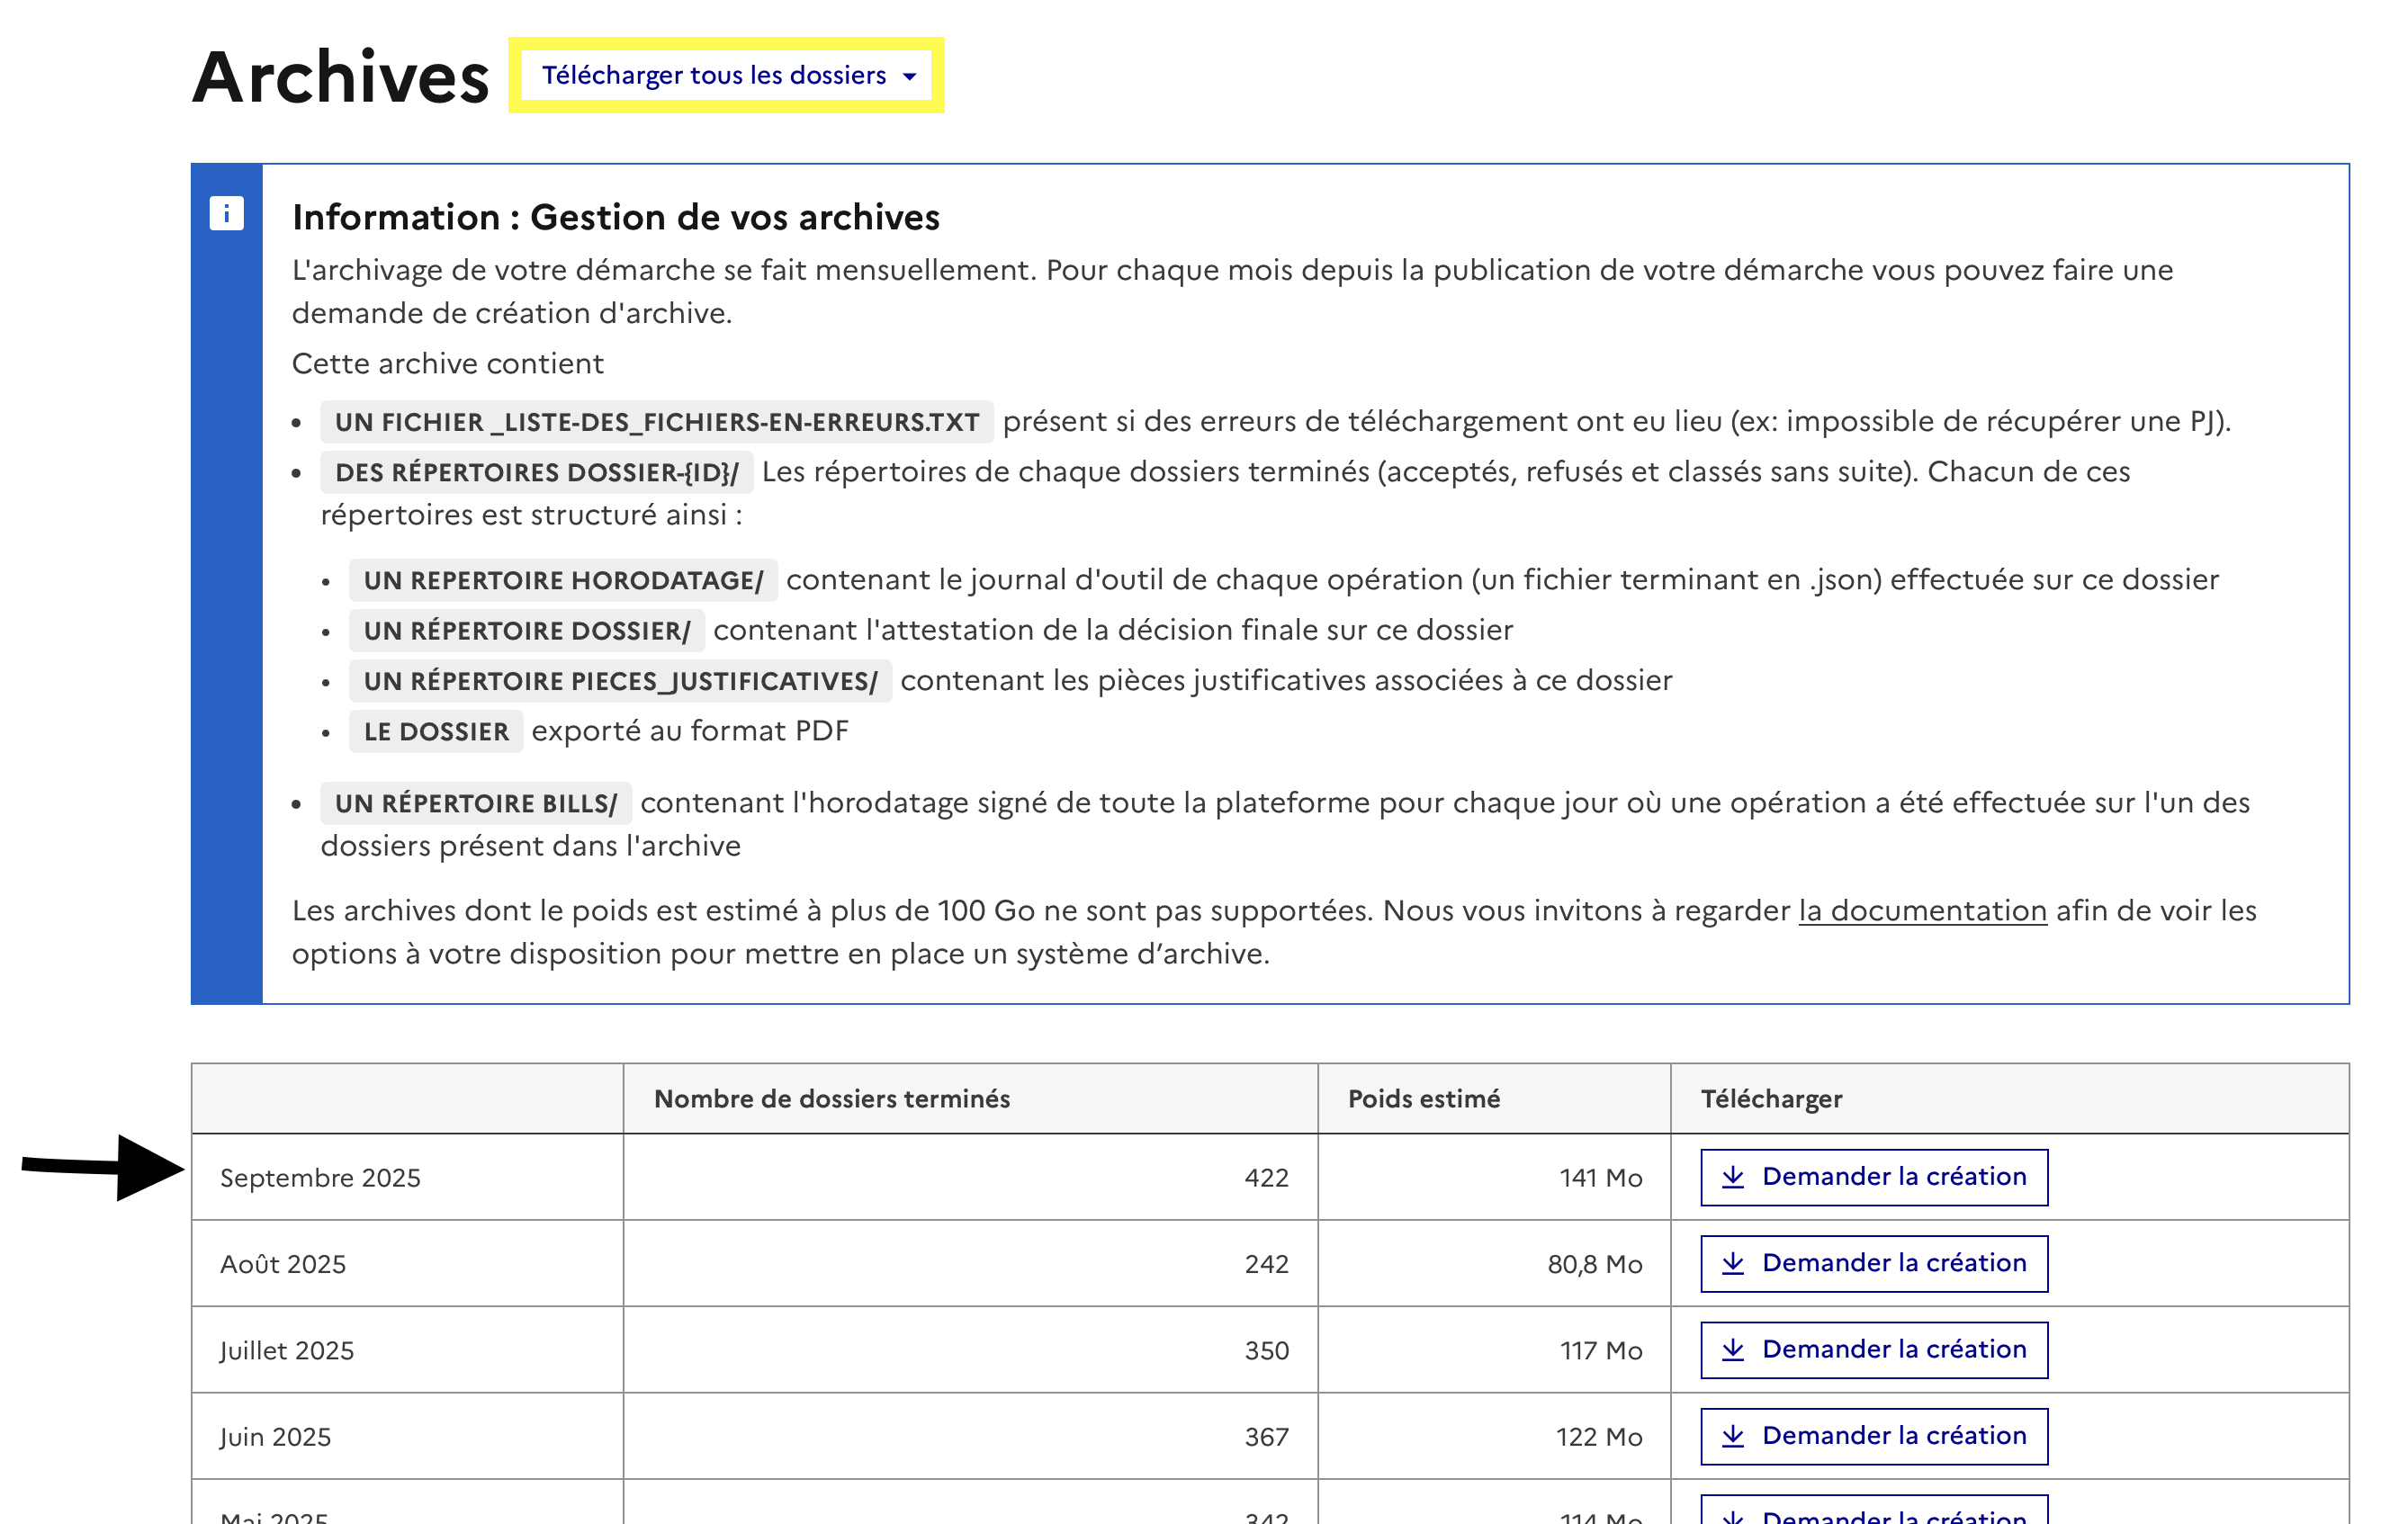 Archives
Télécharger tous les dossiers
Information : Gestion de vos archives
L'archivage de votre démarche se fait mensuellement. Pour chaque mois depuis la publication de votre démarche vous pouvez faire une
demande de création d'archive.
Cette archive contient
UN FICHIER _LISTE-DES_FICHIERS-EN-ERREURS.TXT présent si des erreurs de téléchargement ont eu lieu (ex: impossible de récupérer une PJ).
DES RÉPERTOIRES DOSSIER-{ID}/ Les répertoires de chaque dossiers terminés (acceptés, refusés et classés sans suite). Chacun de ces
répertoires est structuré ainsi :
UN REPERTOIRE HORODATAGE/ contenant le journal d'outil de chaque opération (un fichier terminant en .json) effectuée sur ce dossier
UN RÉPERTOIRE DOSSIER/ contenant l'attestation de la décision finale sur ce dossier
UN RÉPERTOIRE PIECES_JUSTIFICATIVES/ contenant les pièces justificatives associées à ce dossier
LE DOSSIER exporté au format PDF
UN RÉPERTOIRE BILLS/ contenant l'horodatage signé de toute la plateforme pour chaque jour où une opération a été effectuée sur l'un des
dossiers présent dans l'archive
Les archives dont le poids est estimé à plus de 100 Go ne sont pas supportées. Nous vous invitons à regarder la documentation afin de voir les
options à votre disposition pour mettre en place un système d’archive.
Nombre de dossiers terminés Poids estimé Télécharger
Septembre 2025 422 141 Mo Demander la création
Août 2025 242 80,8 Mo Demander la création
Juillet 2025 350 117 Mo Demander la création
Juin 2025 367 122 Mo Demander la création
Mai 2025 342 114 Mo Demander la création